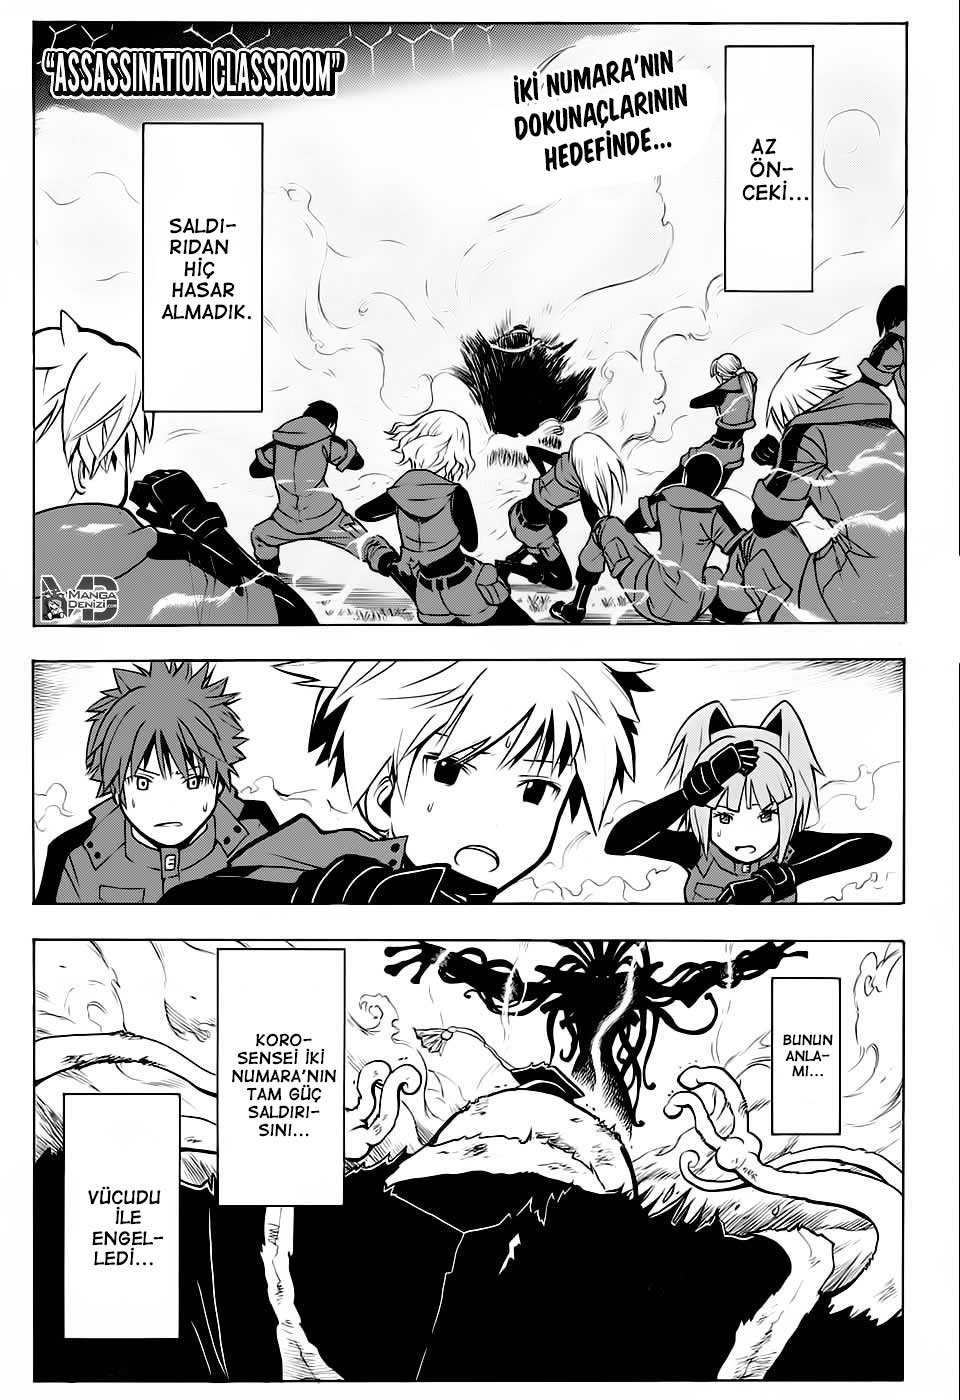 "ASSASSINATION CLASSROOM"
İKİ NUMARA'NIN
DOKUNAÇLARININ
HEDEFİNDE...
AZ
ÖN-
CEKİ...
SALDI-
RIDAN
HİÇ
HASAR
ALMADIK.
MANGA
DENİZİ
E
BUNUN
ANLA-
MI...
KORO-
SENSEİ İKİ
NUMARA'NIN
TAM GÜÇ
SALDIRI-
SINI...
VÜCUDU
İLE
ENGEL-
LEDİ...